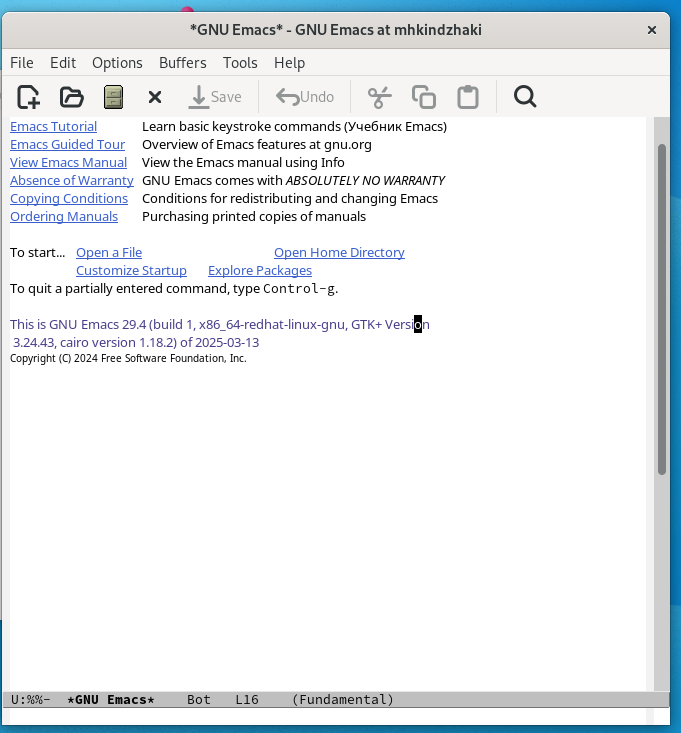 *GNU Emacs* - GNU Emacs at mhkindzhaki
File Edit Options Buffers Tools Help
Save Undo
Emacs Tutorial Learn basic keystroke commands (Учебник Emacs)
Emacs Guided Tour Overview of Emacs features at gnu.org
View Emacs Manual View the Emacs manual using Info
Absence of Warranty GNU Emacs comes with ABSOLUTELY NO WARRANTY
Copying Conditions Conditions for redistributing and changing Emacs
Ordering Manuals Purchasing printed copies of manuals
To start... Open a File Open Home Directory
Customize Startup Explore Packages
To quit a partially entered command, type Control-g.
This is GNU Emacs 29.4 (build 1, x86_64-redhat-linux-gnu, GTK+ Version
3.24.43, cairo version 1.18.2) of 2025-03-13
Copyright (C) 2024 Free Software Foundation, Inc.
U:%%- *GNU Emacs* Bot L16 (Fundamental)